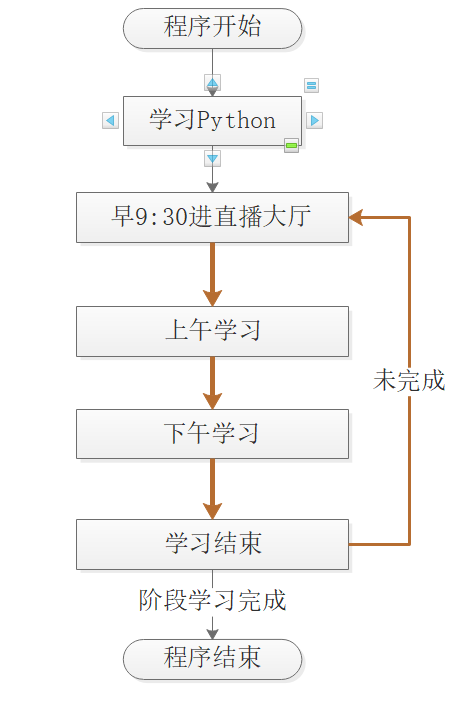 程序开始
学习Python
早9:30进直播大厅
上午学习
未完成
下午学习
学习结束
阶段学习完成
程序结束